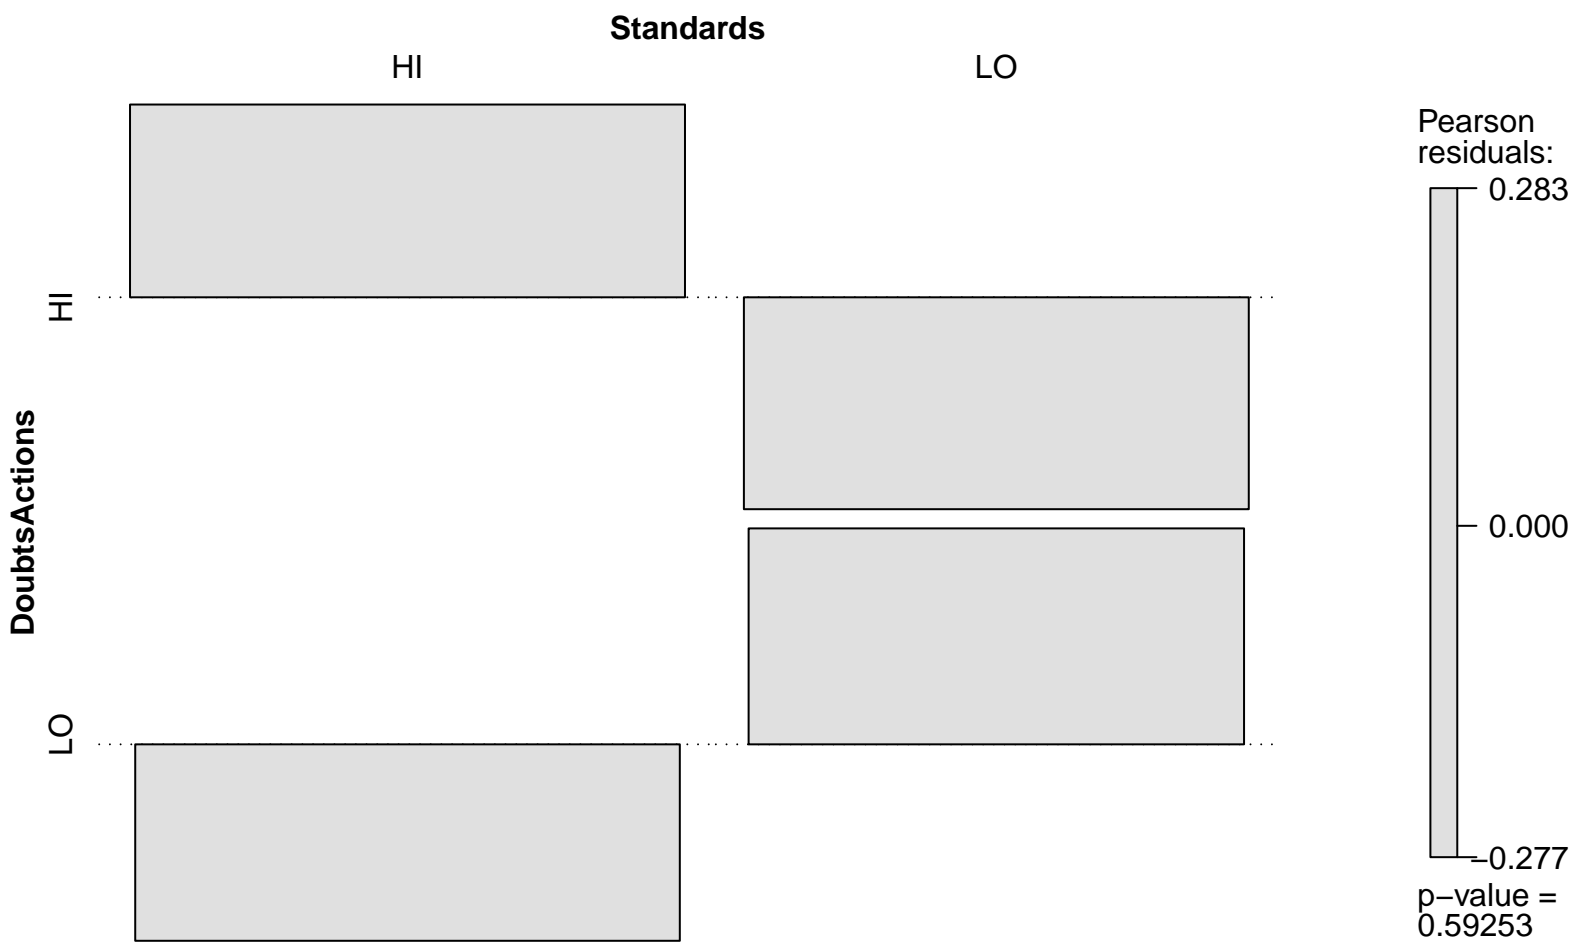 Standards
HI
LO
DoubtsActions
HI
LO
Pearson
residuals:
0.283
0.000
−0.277
p−value =
0.59253